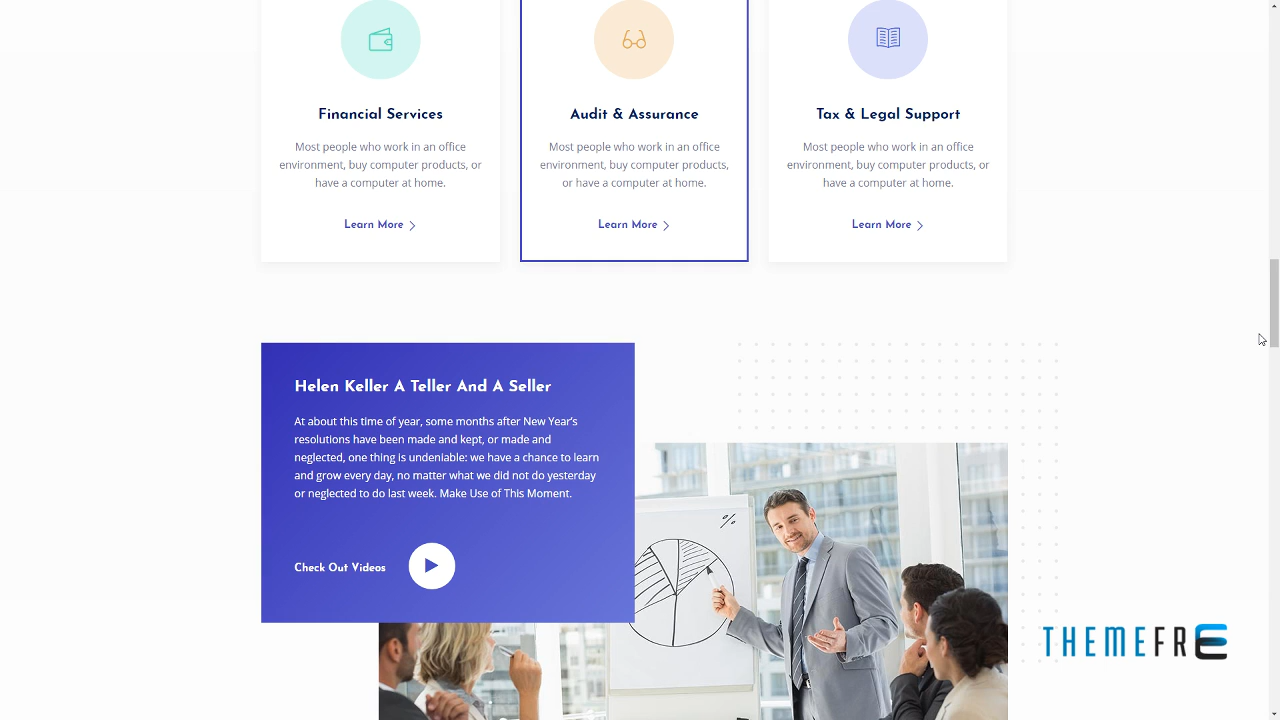 Financial Services
Most people who work in an office
environment, buy computer products, or
have a computer at home.
Learn More
Audit & Assurance
Most people who work in an office
environment, buy computer products,
or have a computer at home.
Learn More
Tax & Legal Support
Most people who work in an office
environment, buy computer products, or
have a computer at home.
Learn More
Helen Keller A Teller And A Seller
At about this time of year, some months after New Year's
resolutions have been made and kept, or made and
neglected, one thing is undeniable: we have a chance to learn
and grow every day, no matter what we did not do yesterday
or neglected to do last week. Make Use of This Moment.
Check Out Videos
%
THEMEFRE